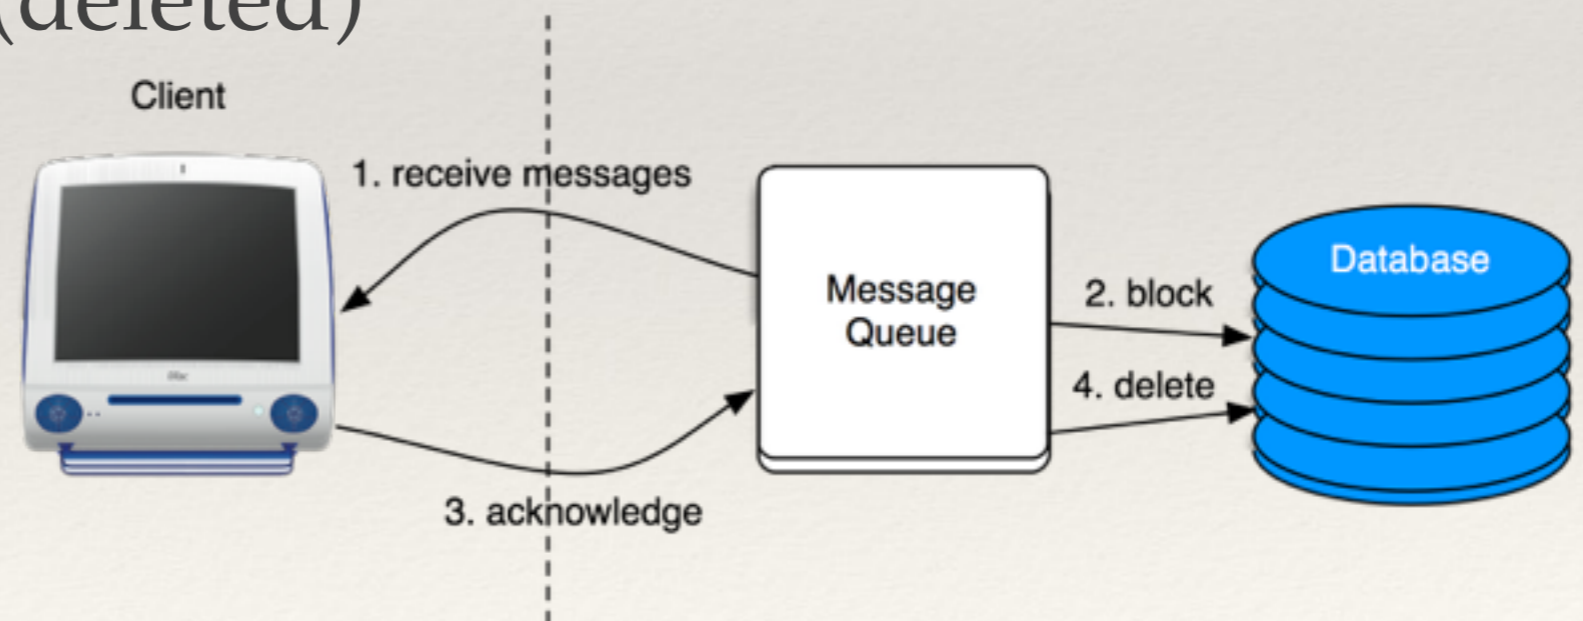 (deleted)
Client
1. receive messages
Message
Queue
2. block
Database
4. delete
3. acknowledge